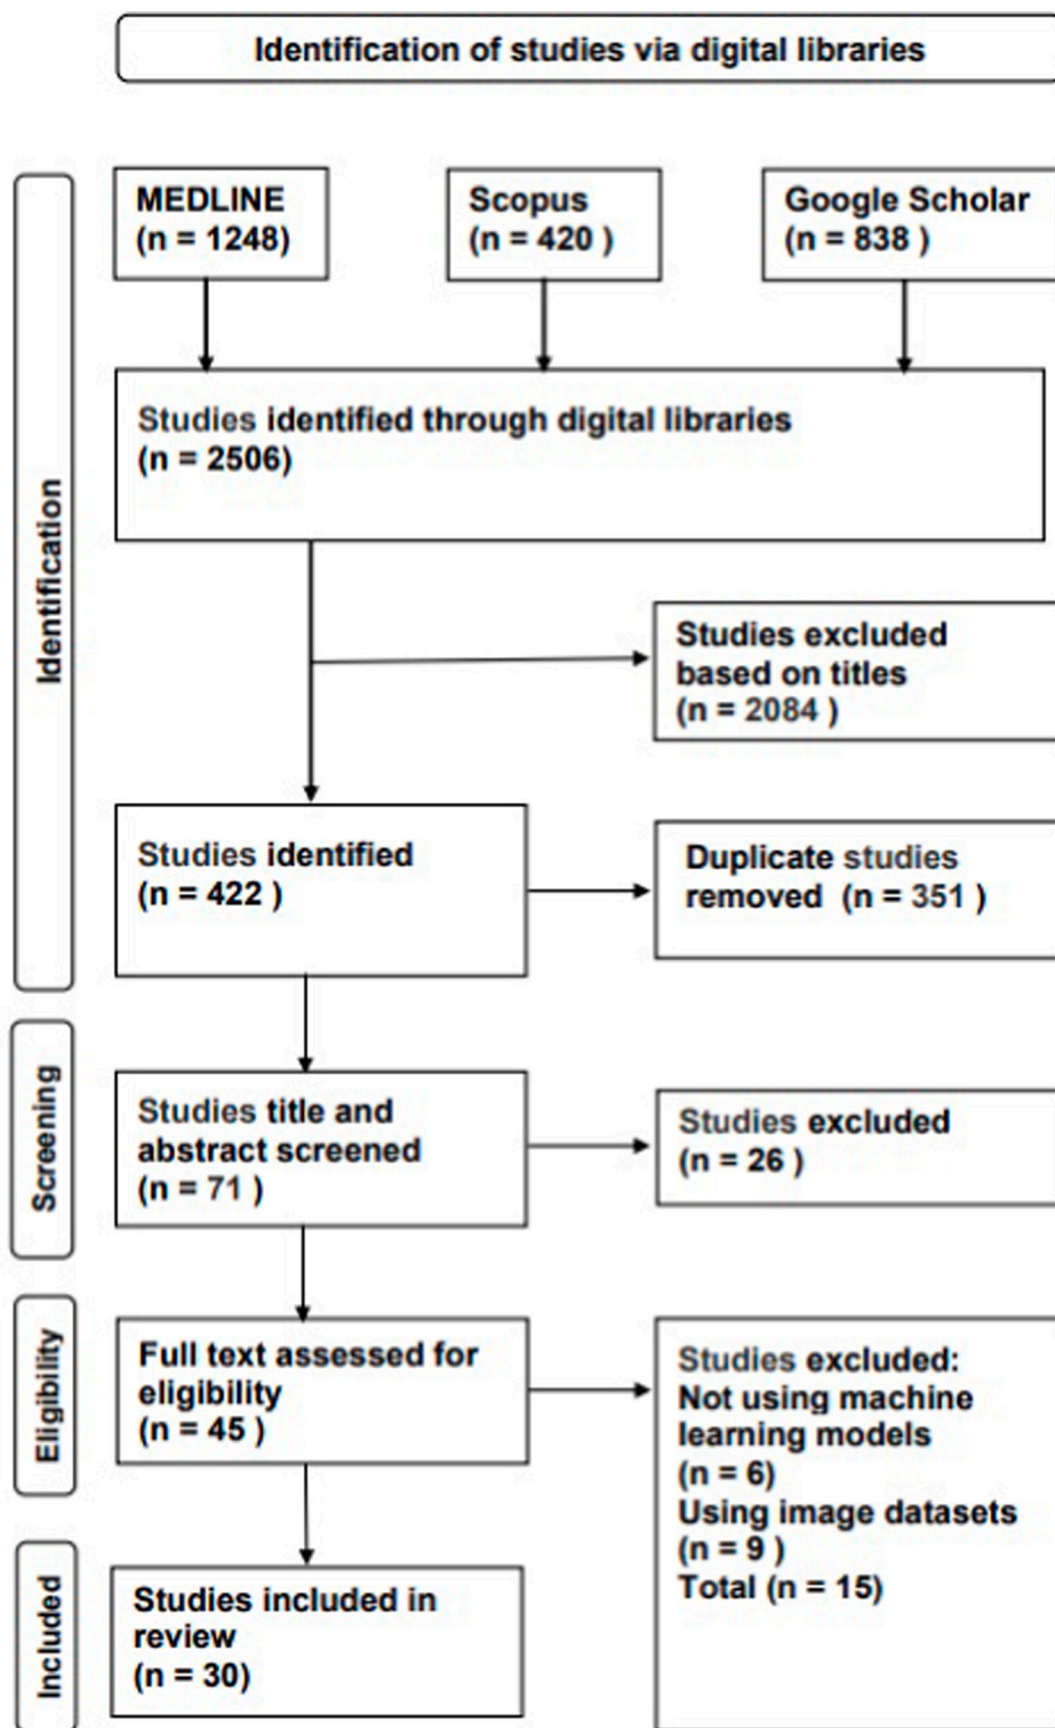 Identification of studies via digital libraries
MEDLINE
(n = 1248)
Scopus
(n = 420 )
Google Scholar
(n = 838 )
Identification
Studies identified through digital libraries
(n = 2506)
Studies excluded
based on titles
(n = 2084 )
Studies identified
(n = 422 )
Duplicate studies
removed (n = 351 )
Screening
Studies title and
abstract screened
(n = 71 )
Studies excluded
(n = 26 )
Eligibility
Full text assessed for
eligibility
(n = 45 )
Studies excluded:
Not using machine
learning models
(n = 6)
Using image datasets
(n = 9 )
Total (n = 15)
Included
Studies included in
review
(n = 30)